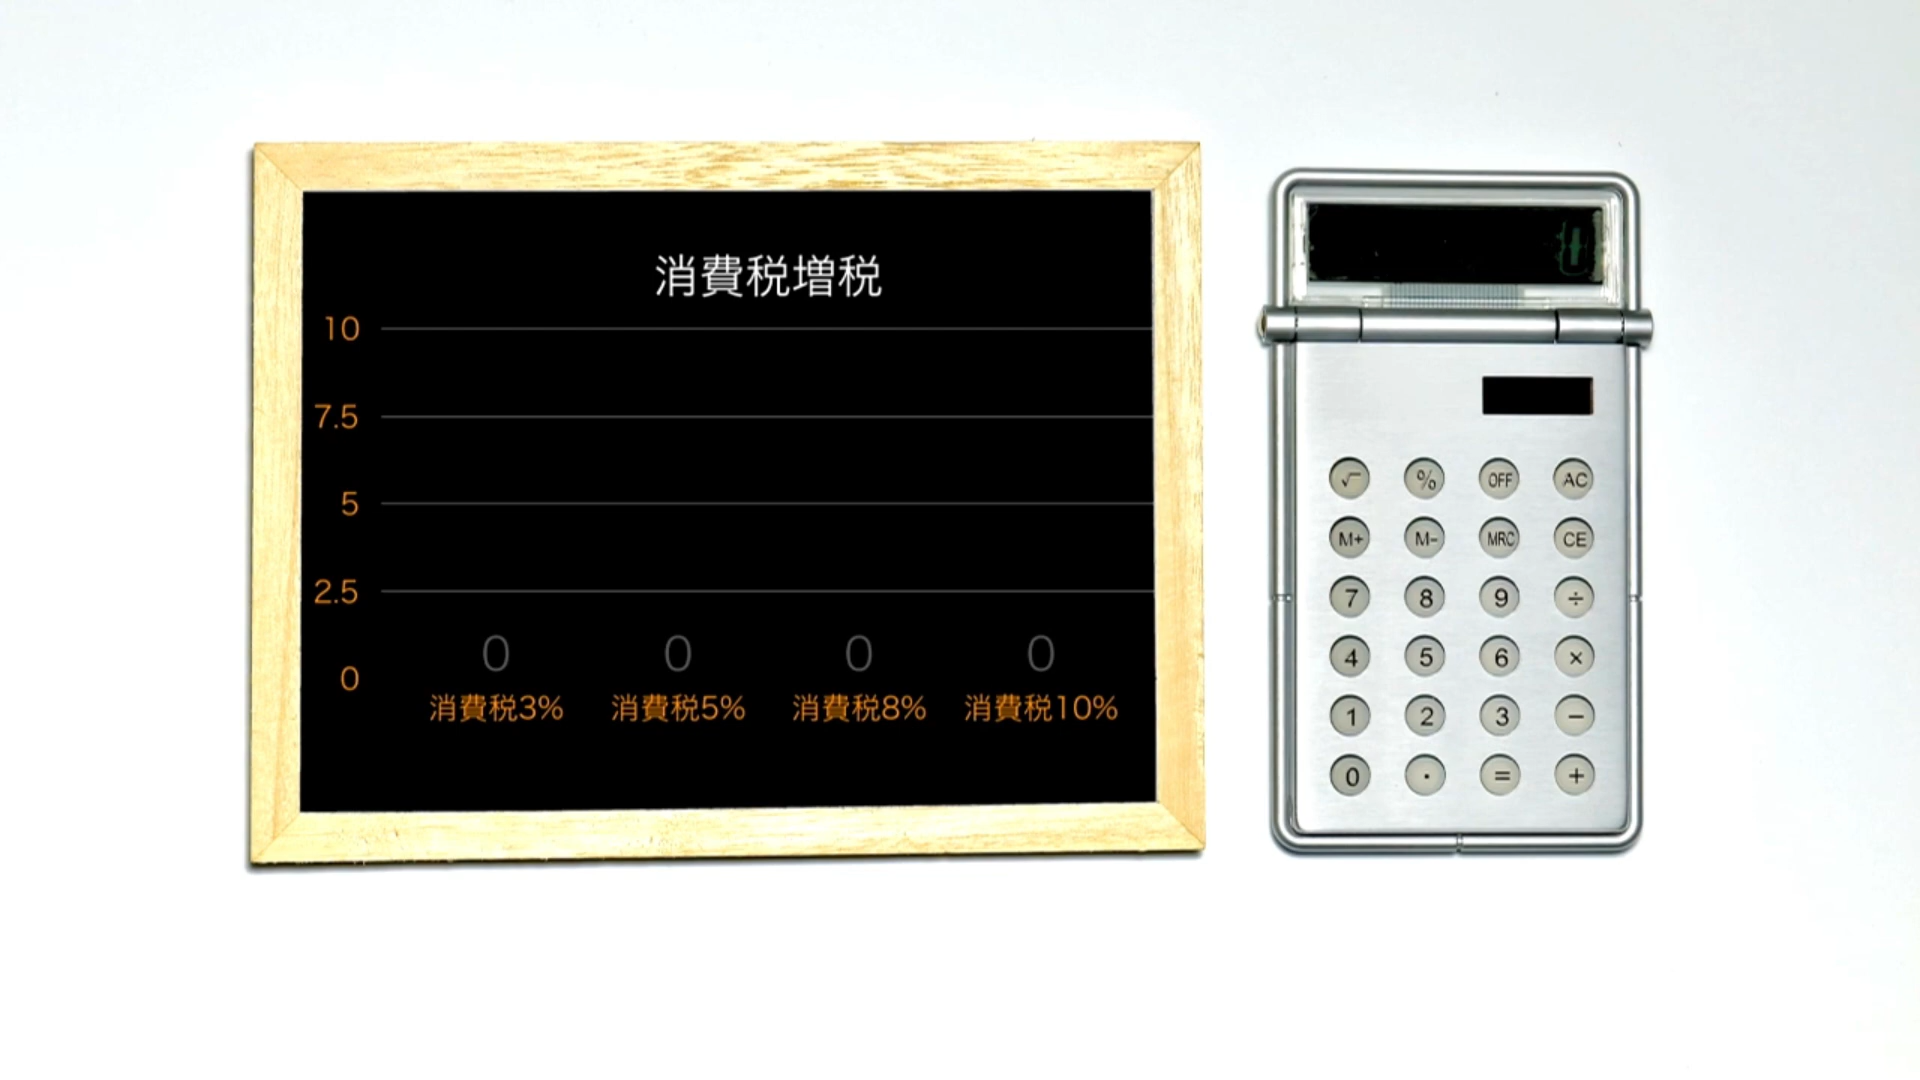 消費税増税
10
7.5
5
2.5
0
0 0 0 0
消費税3% 消費税5% 消費税8% 消費税10%
√ % OFF AC
M+ M- MRC CE
7 8 9 ÷
4 5 6 ×
1 2 3 −
0 · = +